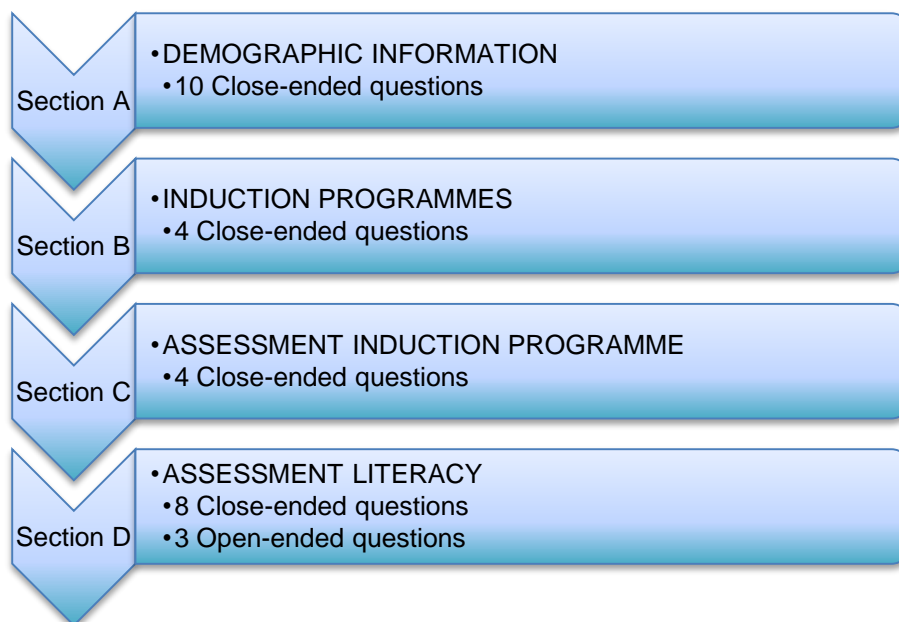 Section A
•DEMOGRAPHIC INFORMATION
•10 Close-ended questions
Section B
•INDUCTION PROGRAMMES
•4 Close-ended questions
Section C
•ASSESSMENT INDUCTION PROGRAMME
•4 Close-ended questions
Section D
•ASSESSMENT LITERACY
•8 Close-ended questions
•3 Open-ended questions